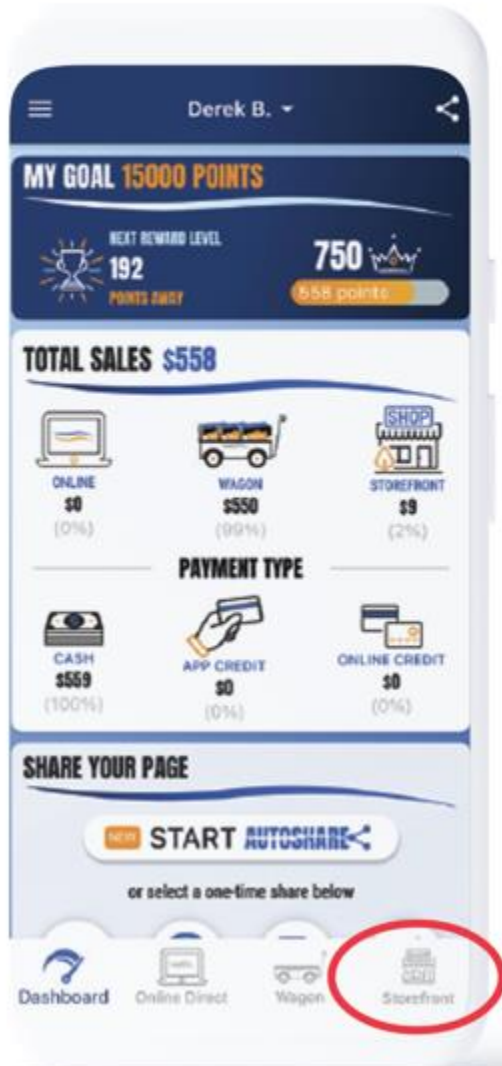 Derek B.
MY GOAL 15000 POINTS
NEXT REWARD LEVEL
192
POINTS AWAY
750
558 points
TOTAL SALES $558
SHOP
ONLINE
$0
(0%)
WAGON
$550
(99%)
STOREFRONT
$9
(2%)
PAYMENT TYPE
CASH
$559
(100%)
APP CREDIT
$0
(0%)
ONLINE CREDIT
$0
(0%)
SHARE YOUR PAGE
NEW START AUTOSHARE
or select a one-time share below
Dashboard
Online Direct
Wagon
Storefront